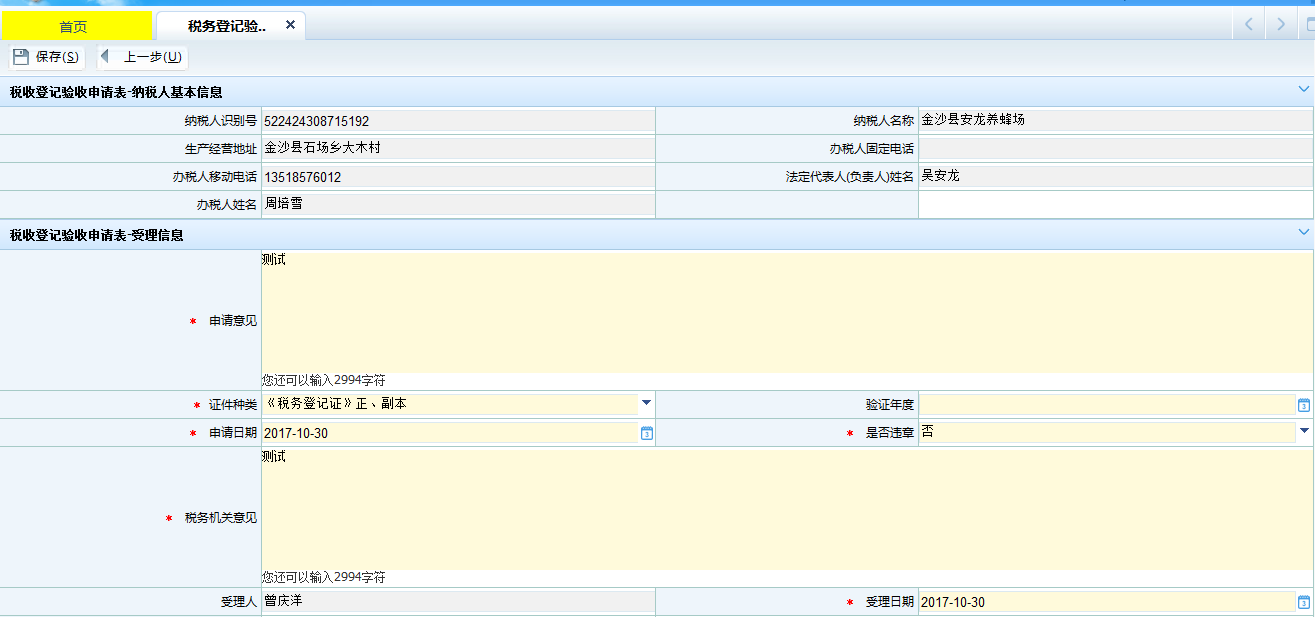 首页 税务登记验..
保存(S) 上一步(U)
税收登记验收申请表-纳税人基本信息
纳税人识别号 522424308715192 纳税人名称 金沙县安龙养蜂场
生产经营地址 金沙县石场乡大木村 办税人固定电话
办税人移动电话 13518576012 法定代表人(负责人)姓名 吴安龙
办税人姓名 周培雪
税收登记验收申请表-受理信息
测试
* 申请意见
您还可以输入2994字符
* 证件种类 《税务登记证》正、副本 验证年度
* 申请日期 2017-10-30 * 是否违章 否
测试
* 税务机关意见
您还可以输入2994字符
受理人 曾庆洋 * 受理日期 2017-10-30